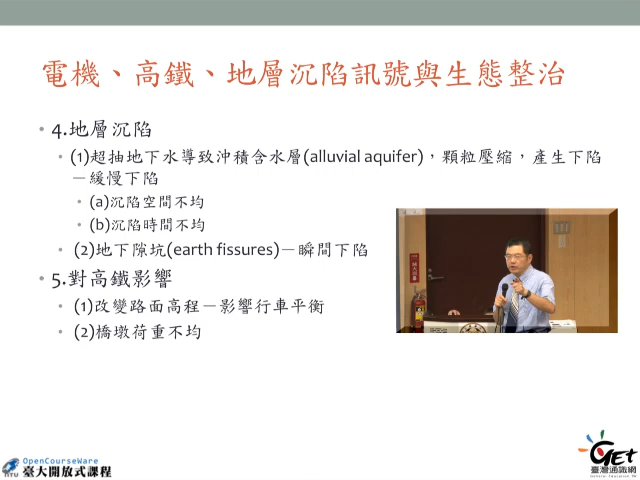 電機、高鐵、地層沉陷訊號與生態整治
• 4.地層沉陷
• (1)超抽地下水導致沖積含水層(alluvial aquifer)，顆粒壓縮，產生下陷
－緩慢下陷
• (a)沉陷空間不均
• (b)沉陷時間不均
• (2)地下隙坑(earth fissures)－瞬間下陷
• 5.對高鐵影響
• (1)改變路面高程－影響行車平衡
• (2)橋墩荷重不均
OpenCourseWare
NTU 臺大開放式課程
GET
臺灣通識網